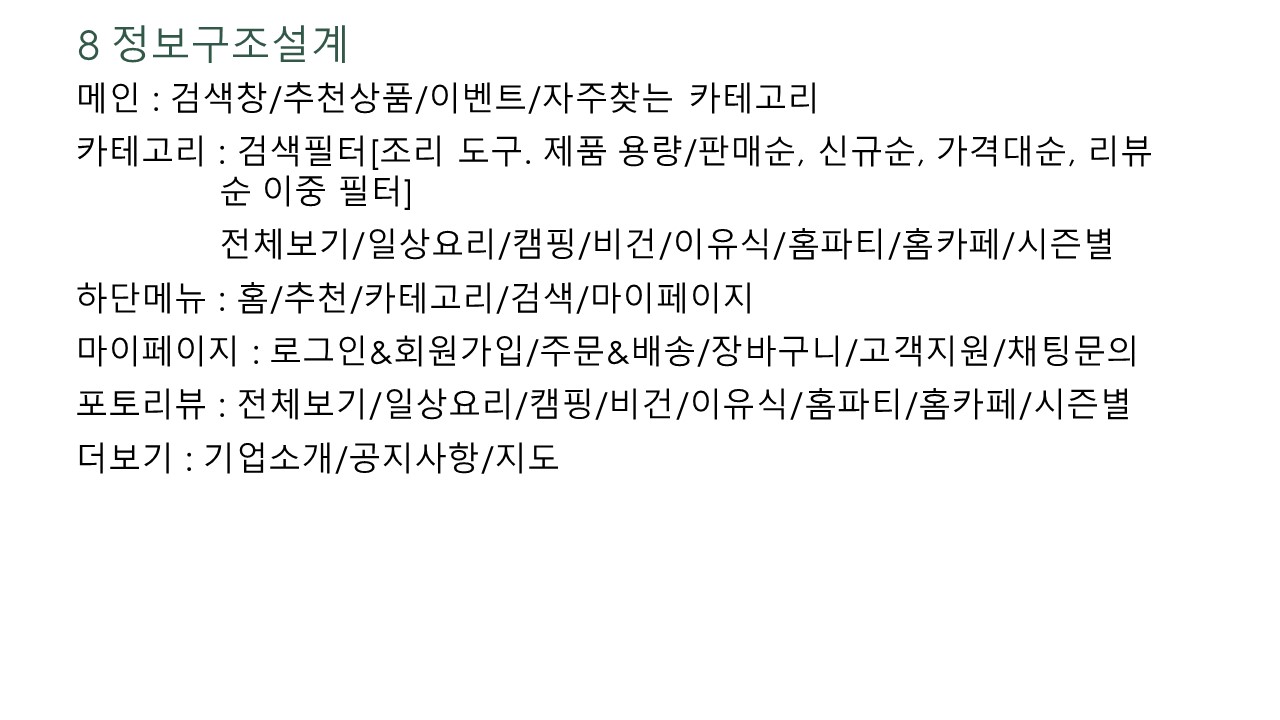 8 정보구조설계
메인 : 검색창/추천상품/이벤트/자주찾는 카테고리
카테고리 : 검색필터[조리 도구. 제품 용량/판매순, 신규순, 가격대순, 리뷰
순 이중 필터]
전체보기/일상요리/캠핑/비건/이유식/홈파티/홈카페/시즌별
하단메뉴 : 홈/추천/카테고리/검색/마이페이지
마이페이지 : 로그인&회원가입/주문&배송/장바구니/고객지원/채팅문의
포토리뷰 : 전체보기/일상요리/캠핑/비건/이유식/홈파티/홈카페/시즌별
더보기 : 기업소개/공지사항/지도